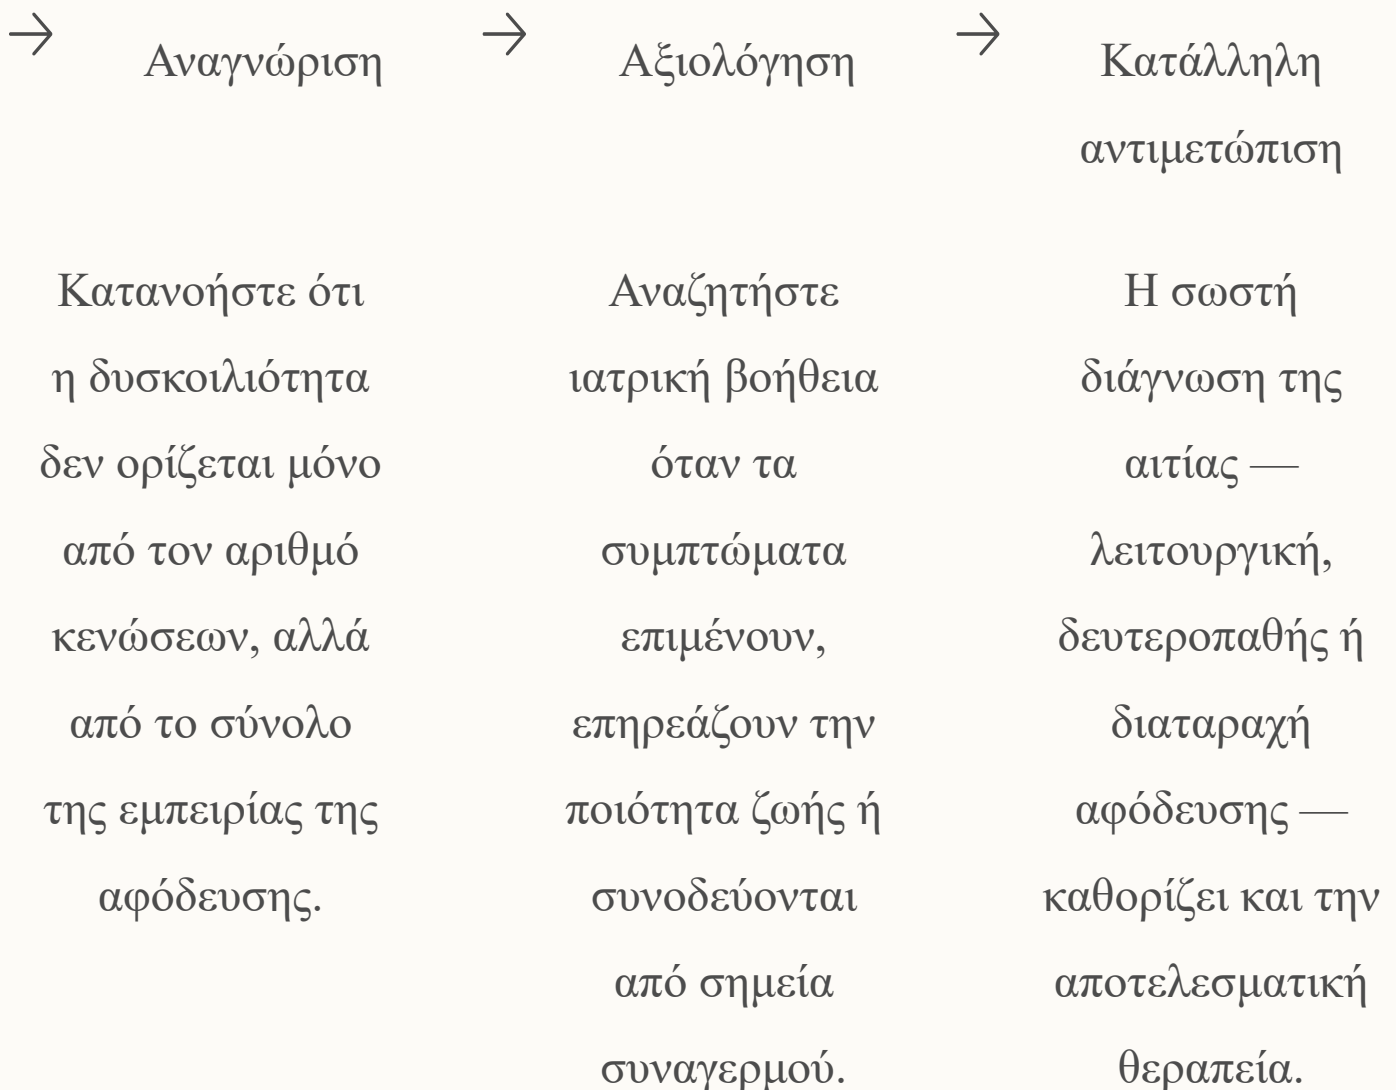 → Αναγνώριση
Κατανοήστε ότι
η δυσκοιλιότητα
δεν ορίζεται μόνο
από τον αριθμό
κενώσεων, αλλά
από το σύνολο
της εμπειρίας της
αφόδευσης.
→ Αξιολόγηση
Αναζητήστε
ιατρική βοήθεια
όταν τα
συμπτώματα
επιμένουν,
επηρεάζουν την
ποιότητα ζωής ή
συνοδεύονται
από σημεία
συναγερμού.
→ Κατάλληλη
αντιμετώπιση
Η σωστή
διάγνωση της
αιτίας —
λειτουργική,
δευτεροπαθής ή
διαταραχή
αφόδευσης —
καθορίζει και την
αποτελεσματική
θεραπεία.